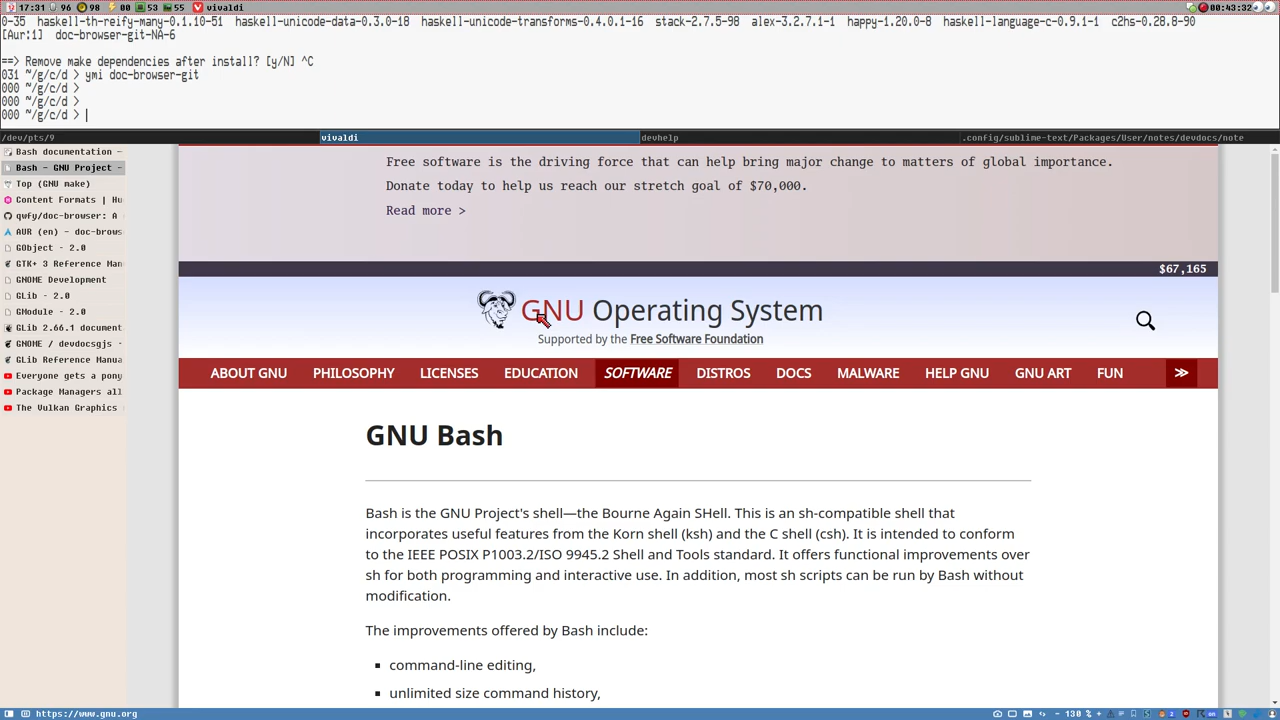 17:31 96 98 00 53 55 vivaldi 00:43:32
0-35 haskell-th-reify-many-0.1.10-51 haskell-unicode-data-0.3.0-18 haskell-unicode-transforms-0.4.0.1-16 stack-2.7.5-98 alex-3.2.7.1-1 happy-1.20.0-8 haskell-language-c-0.9.1-1 c2hs-0.28.8-90
[Aur:1] doc-browser-git-NA-6
==> Remove make dependencies after install? [y/N] ^C
031 ~/g/c/d > ymi doc-browser-git
000 ~/g/c/d >
000 ~/g/c/d >
000 ~/g/c/d >
/dev/pts/9 vivaldi devhelp .config/sublime-text/Packages/User/notes/devdocs/note
Bash documentation —
Bash - GNU Project -
Top (GNU make)
Content Formats | Hu
qwfy/doc-browser: A
AUR (en) - doc-brows
GObject - 2.0
GTK+ 3 Reference Man
GNOME Development
GLib - 2.0
GModule - 2.0
GLib 2.66.1 document
GNOME / devdocsgjs ·
GLib Reference Manua
Everyone gets a pony
Package Managers all
The Vulkan Graphics
Free software is the driving force that can help bring major change to matters of global importance.
Donate today to help us reach our stretch goal of $70,000.
Read more >
$67,165
GNU Operating System
Supported by the Free Software Foundation
ABOUT GNU PHILOSOPHY LICENSES EDUCATION SOFTWARE DISTROS DOCS MALWARE HELP GNU GNU ART FUN ≫
GNU Bash
Bash is the GNU Project's shell—the Bourne Again SHell. This is an sh-compatible shell that
incorporates useful features from the Korn shell (ksh) and the C shell (csh). It is intended to conform
to the IEEE POSIX P1003.2/ISO 9945.2 Shell and Tools standard. It offers functional improvements over
sh for both programming and interactive use. In addition, most sh scripts can be run by Bash without
modification.
The improvements offered by Bash include:
▪ command-line editing,
▪ unlimited size command history,
https://www.gnu.org - 130 % + 2